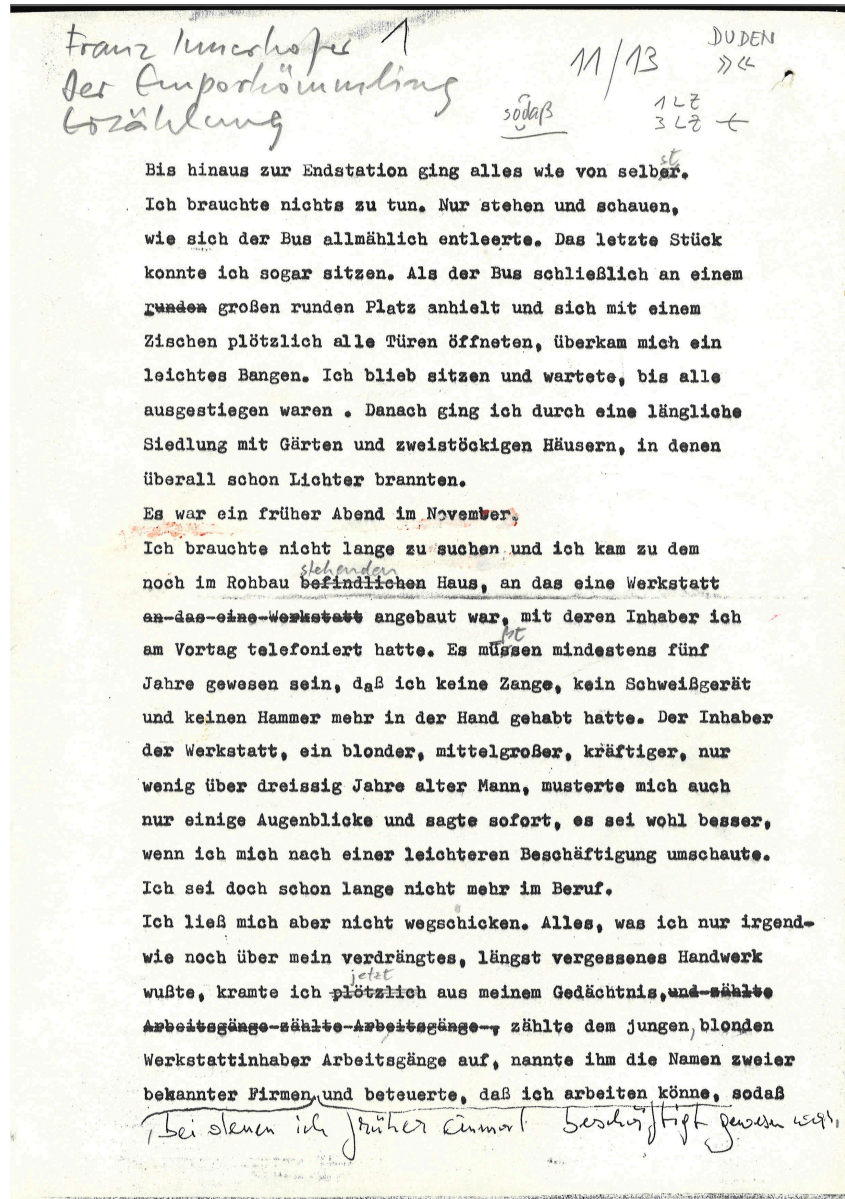 Franz Innerhofer 1
Der Emporkömmling
Erzählung
11/13
DUDEN
»«
sodaß
1 LZ
3 LZ
Bis hinaus zur Endstation ging alles wie von selber.
st
Ich brauchte nichts zu tun. Nur stehen und schauen,
wie sich der Bus allmählich entleerte. Das letzte Stück
konnte ich sogar sitzen. Als der Bus schließlich an einem
runden großen runden Platz anhielt und sich mit einem
Zischen plötzlich alle Türen öffneten, überkam mich ein
leichtes Bangen. Ich blieb sitzen und wartete, bis alle
ausgestiegen waren . Danach ging ich durch eine längliche
Siedlung mit Gärten und zweistöckigen Häusern, in denen
überall schon Lichter brannten.
Es war ein früher Abend im November.
Ich brauchte nicht lange zu suchen und ich kam zu dem
stehenden
noch im Rohbau befindlichen Haus, an das eine Werkstatt
an das eine Werkstatt angebaut war, mit deren Inhaber ich
am Vortag telefoniert hatte. Es müssen mindestens fünf
ßt
Jahre gewesen sein, daß ich keine Zange, kein Schweißgerät
und keinen Hammer mehr in der Hand gehabt hatte. Der Inhaber
der Werkstatt, ein blonder, mittelgroßer, kräftiger, nur
wenig über dreissig Jahre alter Mann, musterte mich auch
nur einige Augenblicke und sagte sofort, es sei wohl besser,
wenn ich mich nach einer leichteren Beschäftigung umschaute.
Ich sei doch schon lange nicht mehr im Beruf.
Ich ließ mich aber nicht wegschicken. Alles, was ich nur irgend-
wie noch über mein verdrängtes, längst vergessenes Handwerk
jetzt
wußte, kramte ich plötzlich aus meinem Gedächtnis, und zählte
Arbeitsgänge zählte Arbeitsgänge , zählte dem jungen, blonden
Werkstattinhaber Arbeitsgänge auf, nannte ihm die Namen zweier
bekannter Firmen, und beteuerte, daß ich arbeiten könne, sodaß
, bei denen ich früher einmal beschäftigt gewesen war,